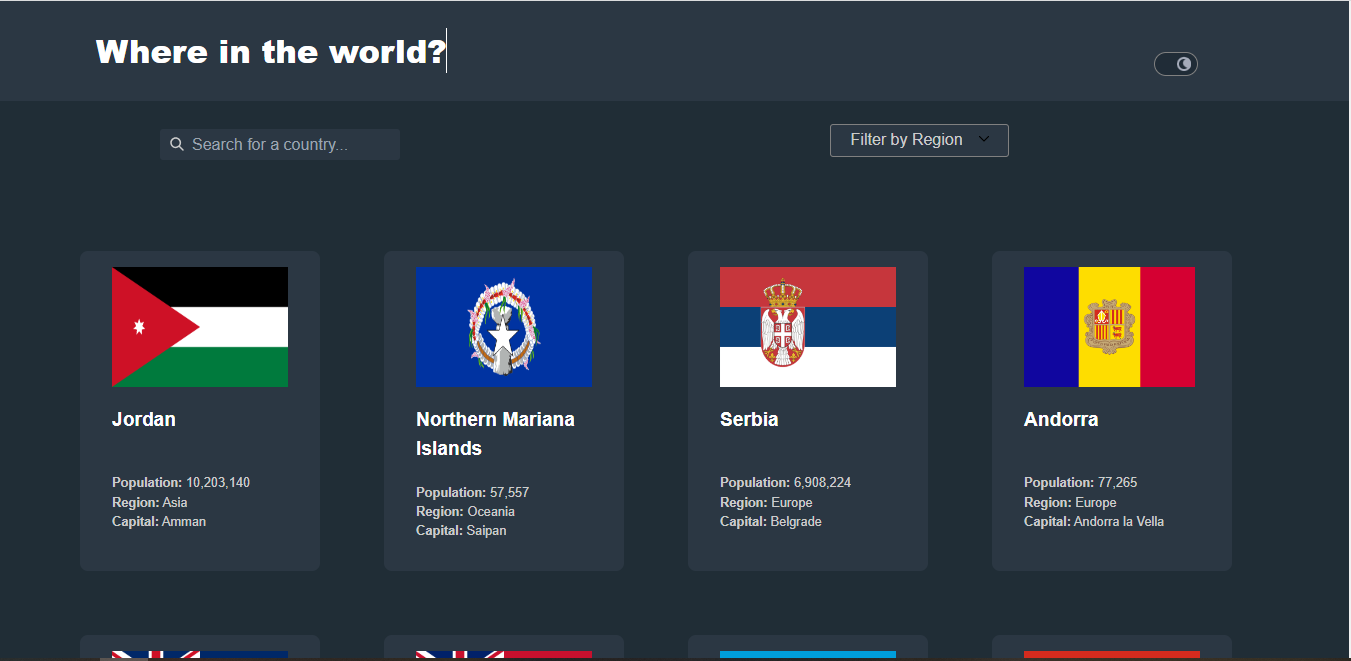 Where in the world?
Search for a country...
Filter by Region
Jordan
Population: 10,203,140
Region: Asia
Capital: Amman
Northern Mariana
Islands
Population: 57,557
Region: Oceania
Capital: Saipan
Serbia
Population: 6,908,224
Region: Europe
Capital: Belgrade
Andorra
Population: 77,265
Region: Europe
Capital: Andorra la Vella